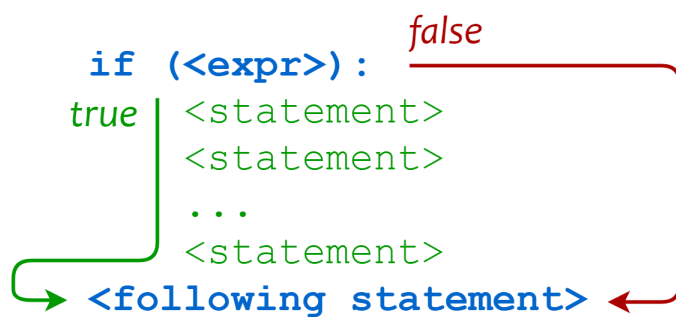 false
if (<expr>):
true <statement>
<statement>
...
<statement>
<following statement>